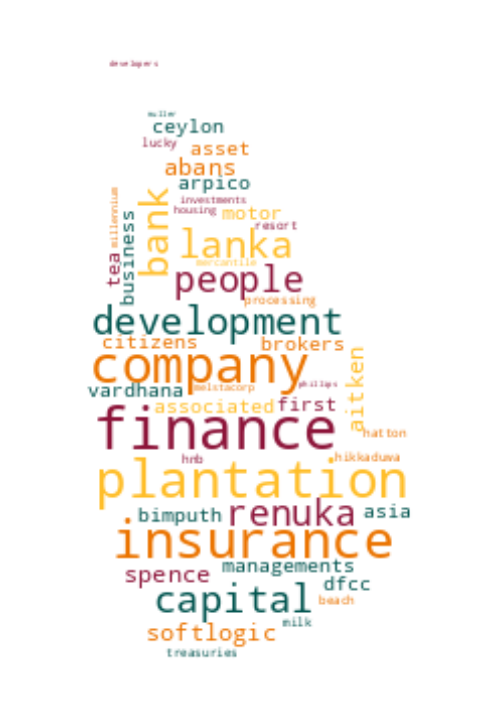 developers
muller
ceylon
lucky
asset
abans
arpico
investments
housing
motor
resort
millennium
business
bank
tea
lanka
mercantile
people
processing
development
citizens
brokers
company
aitken
vardhana
melstacorp
phillips
associated
first
finance
hatton
hnb
hikkaduwa
plantation
renuka
asia
bimputh
insurance
managements
spence
dfcc
capital
beach
milk
softlogic
treasuries